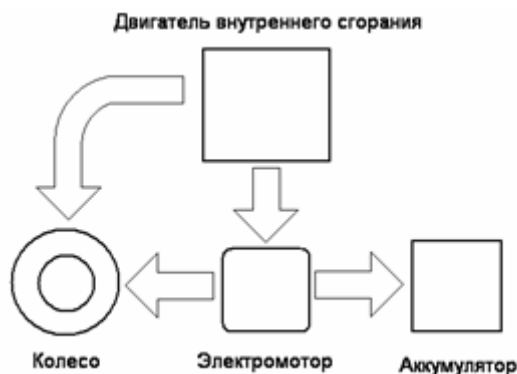 Двигатель внутреннего сгорания
Колесо
Электромотор
Аккумулятор